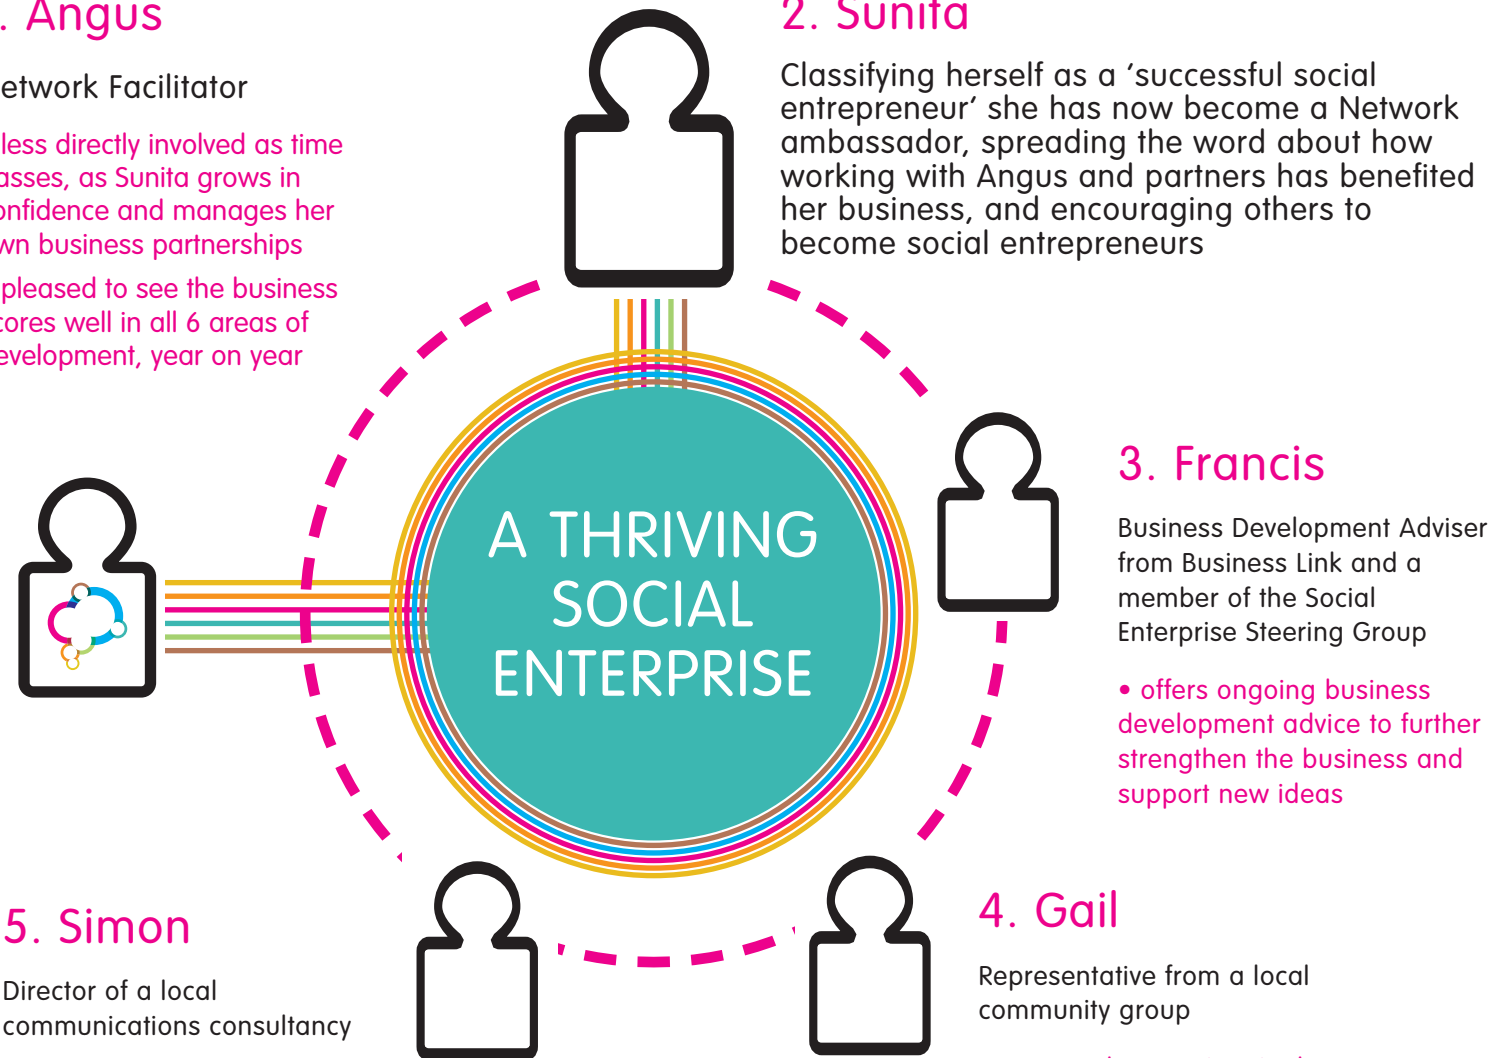 . Angus
etwork Facilitator
less directly involved as time
asses, as Sunita grows in
onfidence and manages her
wn business partnerships
pleased to see the business
cores well in all 6 areas of
evelopment, year on year
2. Sunita
Classifying herself as a ‘successful social
entrepreneur’ she has now become a Network
ambassador, spreading the word about how
working with Angus and partners has benefited
her business, and encouraging others to
become social entrepreneurs
A THRIVING
SOCIAL
ENTERPRISE
3. Francis
Business Development Adviser
from Business Link and a
member of the Social
Enterprise Steering Group
• offers ongoing business
development advice to further
strengthen the business and
support new ideas
4. Gail
Representative from a local
community group
5. Simon
Director of a local
communications consultancy